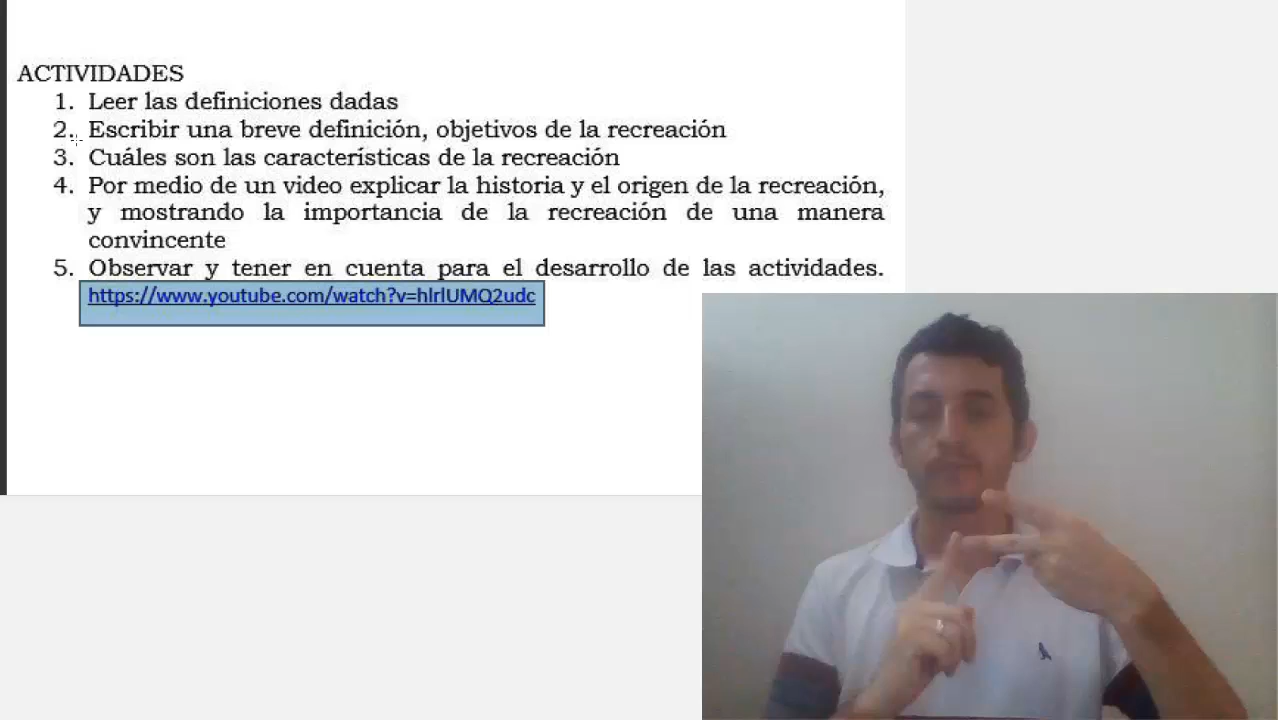 ACTIVIDADES
1. Leer las definiciones dadas
2. Escribir una breve definición, objetivos de la recreación
3. Cuáles son las características de la recreación
4. Por medio de un video explicar la historia y el origen de la recreación,
y mostrando la importancia de la recreación de una manera
convincente
5. Observar y tener en cuenta para el desarrollo de las actividades.
https://www.youtube.com/watch?v=hlrlUMQ2udc